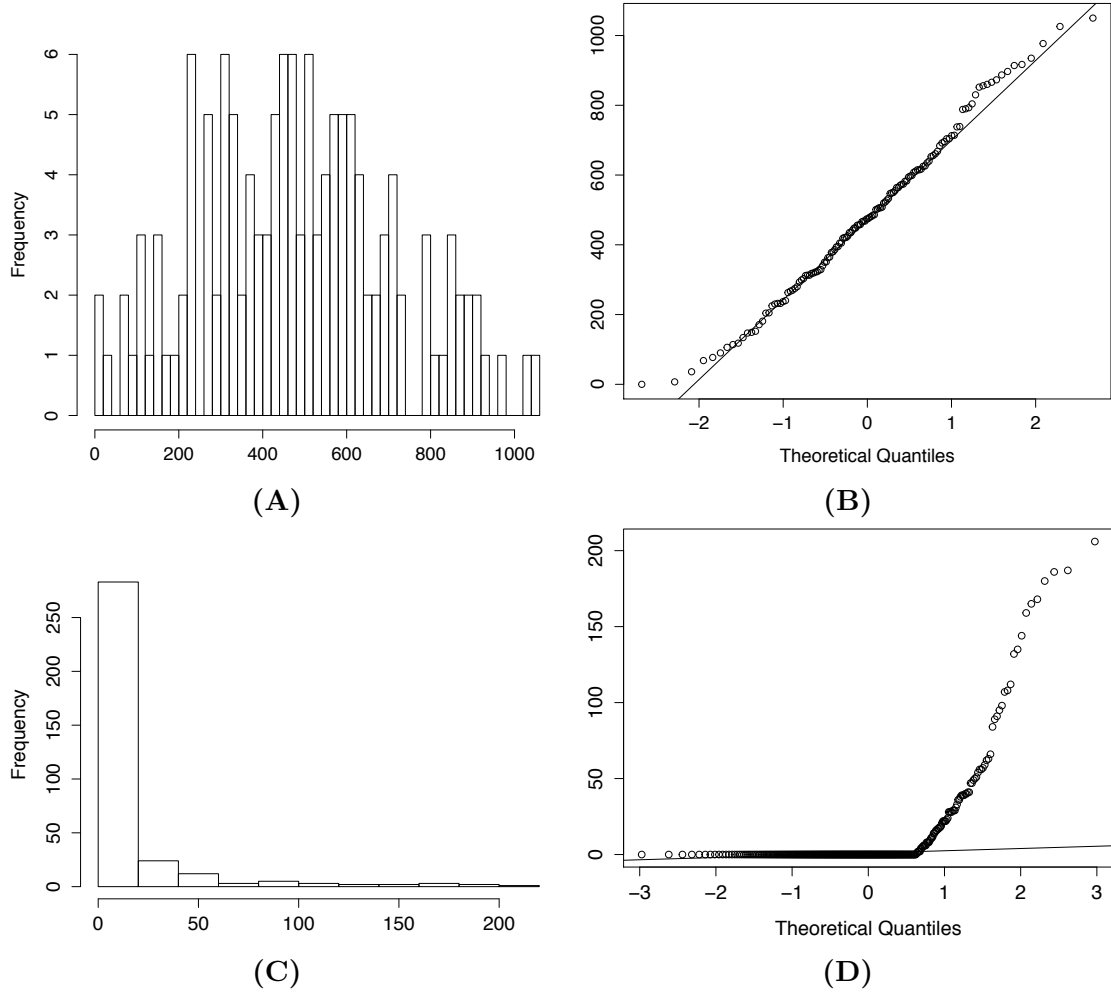 Frequency
0 1 2 3 4 5 6
0 200 400 600 800 1000
(A)
0 200 400 600 800 1000
−2 −1 0 1 2
Theoretical Quantiles
(B)
Frequency
0 50 100 150 200 250
0 50 100 150 200
(C)
0 50 100 150 200
−3 −2 −1 0 1 2 3
Theoretical Quantiles
(D)